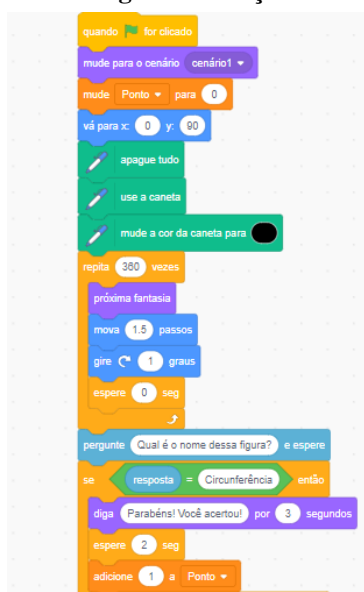 quando for clicado
mude para o cenário cenário1
mude Ponto para 0
vá para x: 0 y: 90
apague tudo
use a caneta
mude a cor da caneta para
repita 360 vezes
próxima fantasia
mova 1.5 passos
gire 1 graus
espere 0 seg
pergunte Qual é o nome dessa figura? e espere
se resposta = Circunferência então
diga Parabéns! Você acertou! por 3 segundos
espere 2 seg
adicione 1 a Ponto